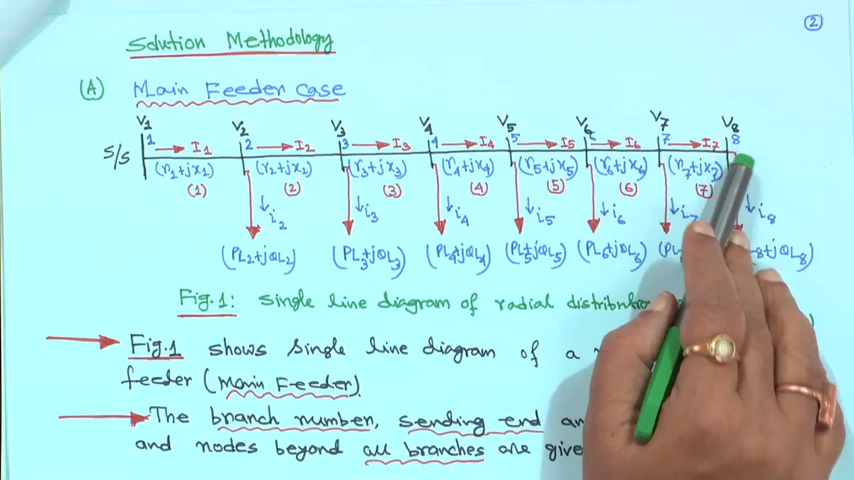 2
Solution Methodology
(A) Main Feeder case
V1 V2 V3 V4 V5 V6 V7 V8
S/S 1 I1 2 I2 3 I3 4 I4 5 I5 6 I6 7 I7 8
(r1+jx1) (r2+jx2) (r3+jx3) (r4+jx4) (r5+jx5) (r6+jx6) (r7+jx7)
(1) (2) (3) (4) (5) (6) (7)
i2 i3 i4 i5 i6 i7 i8
(PL2+jQL2) (PL3+jQL3) (PL4+jQL4) (PL5+jQL5) (PL6+jQL6) (PL 8+jQL8)
Fig.1: Single line diagram of radial
Fig.1 shows single line diagram of a
feeder (Main Feeder).
The branch number, sending end
and nodes beyond all branches are